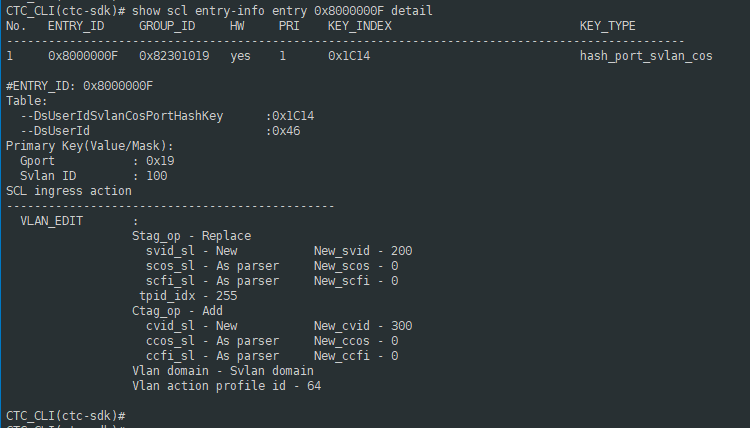 CTC_CLI(ctc-sdk)# show scl entry-info entry 0x8000000F detail
No.   ENTRY_ID     GROUP_ID    HW    PRI    KEY_INDEX                           KEY_TYPE
-------------------------------------------------------------------------------------------------
1     0x8000000F   0x82301019  yes   1      0x1C14                              hash_port_svlan_cos
#ENTRY_ID: 0x8000000F
Table:
  --DsUserIdSvlanCosPortHashKey      :0x1C14
  --DsUserId                         :0x46
Primary Key(Value/Mask):
  Gport           : 0x19
  Svlan ID        : 100
SCL ingress action
-----------------------------------------------
  VLAN_EDIT       :
                  Stag_op - Replace
                    svid_sl - New           New_svid - 200
                    scos_sl - As parser     New_scos - 0
                    scfi_sl - As parser     New_scfi - 0
                   tpid_idx - 255
                  Ctag_op - Add
                    cvid_sl - New           New_cvid - 300
                    ccos_sl - As parser     New_ccos - 0
                    ccfi_sl - As parser     New_ccfi - 0
                  Vlan domain - Svlan domain
                  Vlan action profile id - 64
CTC_CLI(ctc-sdk)#